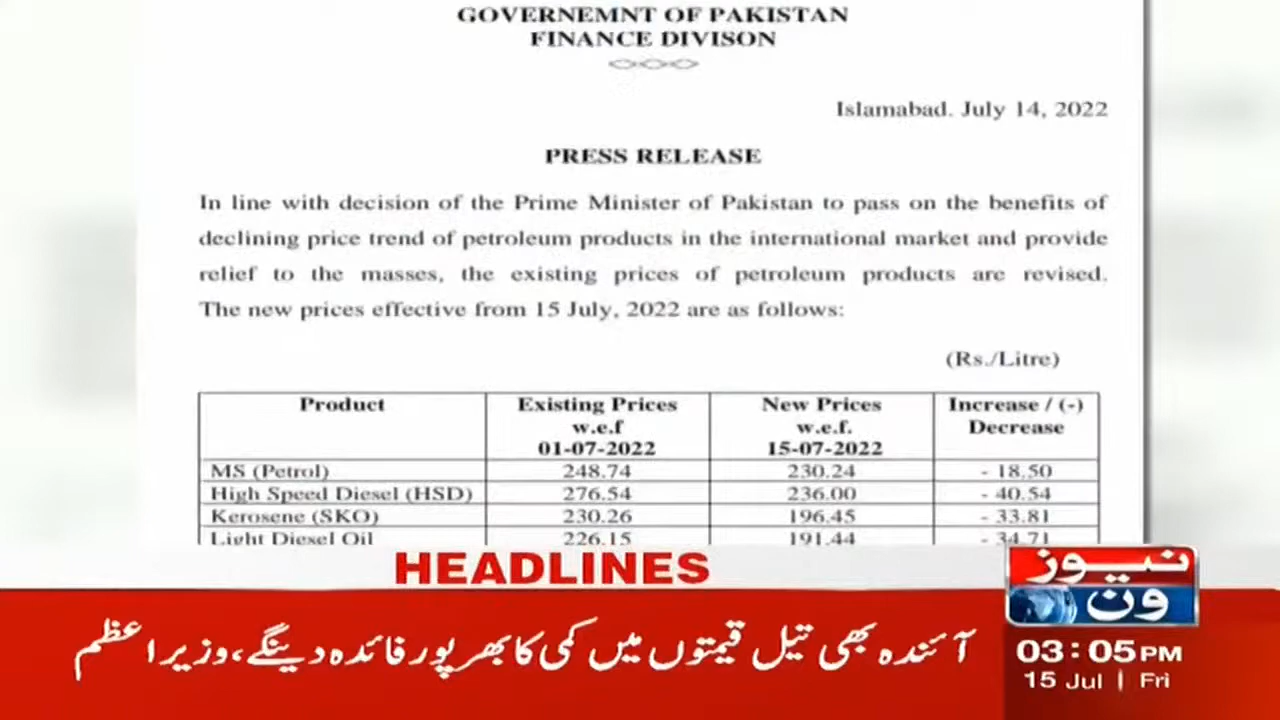 GOVERNEMNT OF PAKISTAN
FINANCE DIVISON
Islamabad. July 14, 2022
PRESS RELEASE
In line with decision of the Prime Minister of Pakistan to pass on the benefits of
declining price trend of petroleum products in the international market and provide
relief to the masses, the existing prices of petroleum products are revised.
The new prices effective from 15 July, 2022 are as follows:
(Rs./Litre)
Product Existing Prices w.e.f 01-07-2022 New Prices w.e.f. 15-07-2022 Increase / (-) Decrease
MS (Petrol) 248.74 230.24 - 18.50
High Speed Diesel (HSD) 276.54 236.00 - 40.54
Kerosene (SKO) 230.26 196.45 - 33.81
Light Diesel Oil 226.15 191.44 - 34.71
HEADLINES
نیوز
ون
آئندہ بھی تیل قیمتوں میں کمی کا بھرپور فائدہ دینگے، وزیراعظم
03:05 PM
15 Jul | Fri